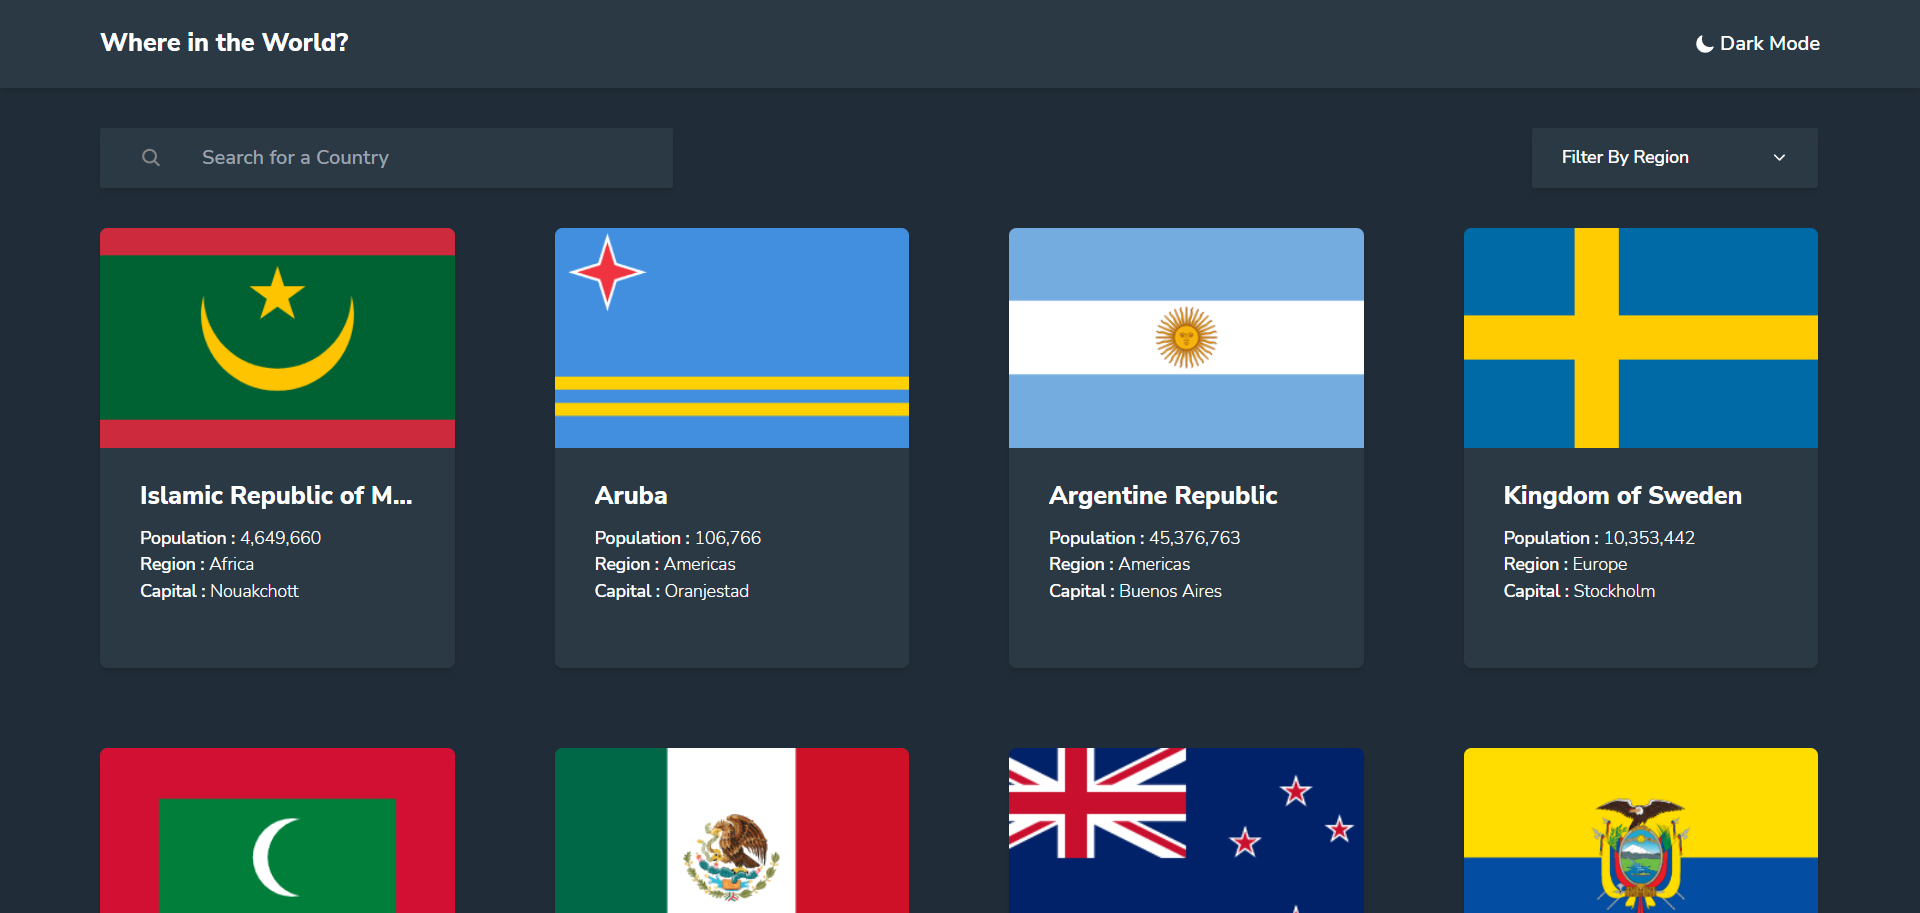 Where in the World?
Dark Mode
Search for a Country
Filter By Region
Islamic Republic of M...
Population : 4,649,660
Region : Africa
Capital : Nouakchott
Aruba
Population : 106,766
Region : Americas
Capital : Oranjestad
Argentine Republic
Population : 45,376,763
Region : Americas
Capital : Buenos Aires
Kingdom of Sweden
Population : 10,353,442
Region : Europe
Capital : Stockholm